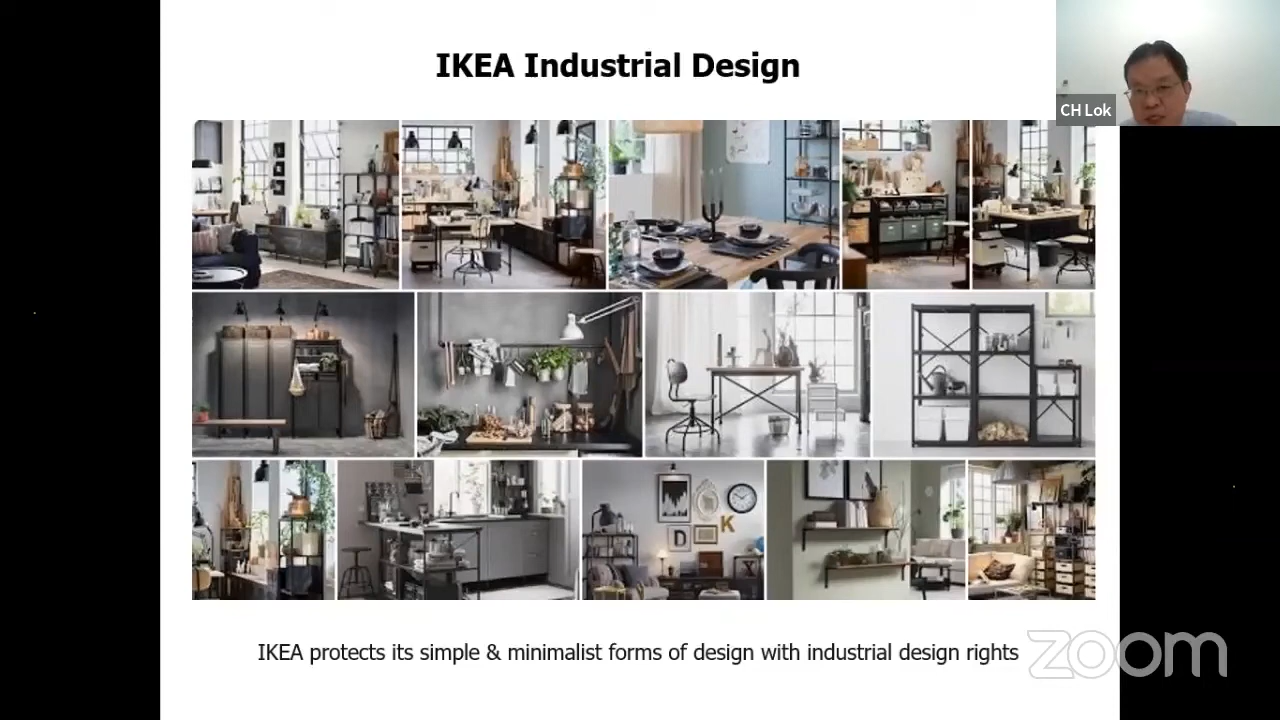 IKEA Industrial Design
CH Lok
D
K
IKEA protects its simple & minimalist forms of design with industrial design rights
zoom